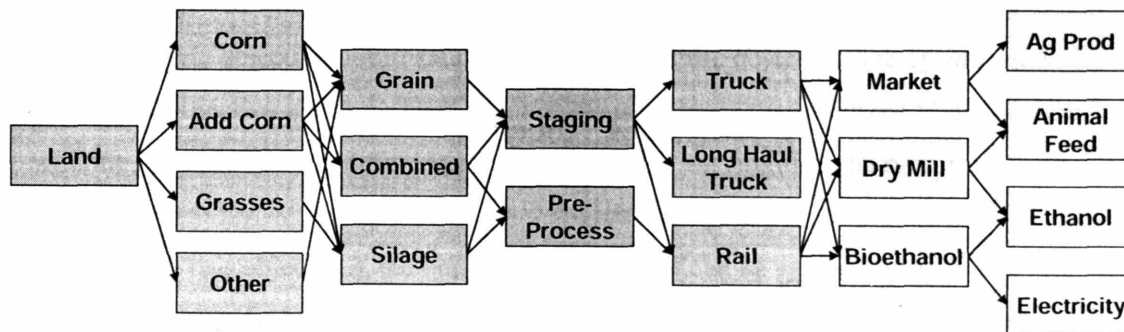 Land
Corn
Add Corn
Grasses
Other
Grain
Combined
Silage
Staging
Pre-
Process
Truck
Long Haul
Truck
Rail
Market
Dry Mill
Bioethanol
Ag Prod
Animal
Feed
Ethanol
Electricity